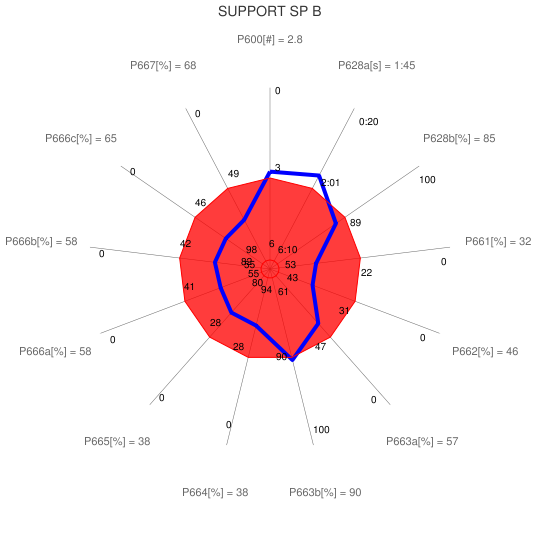 SUPPORT SP B
P600[#] = 2.8
P667[%] = 68
P628a[s] = 1:45
0
0
0:20
P666c[%] = 65
P628b[%] = 85
0
3
49
2:01
100
46
89
P666b[%] = 58
42
98
6
6:10
P661[%] = 32
0
0
55
53
22
55
43
41
80
94
61
31
28
47
P666a[%] = 58
0
28
90
0
P662[%] = 46
0
0
P665[%] = 38
0
100
P663a[%] = 57
P664[%] = 38
P663b[%] = 90